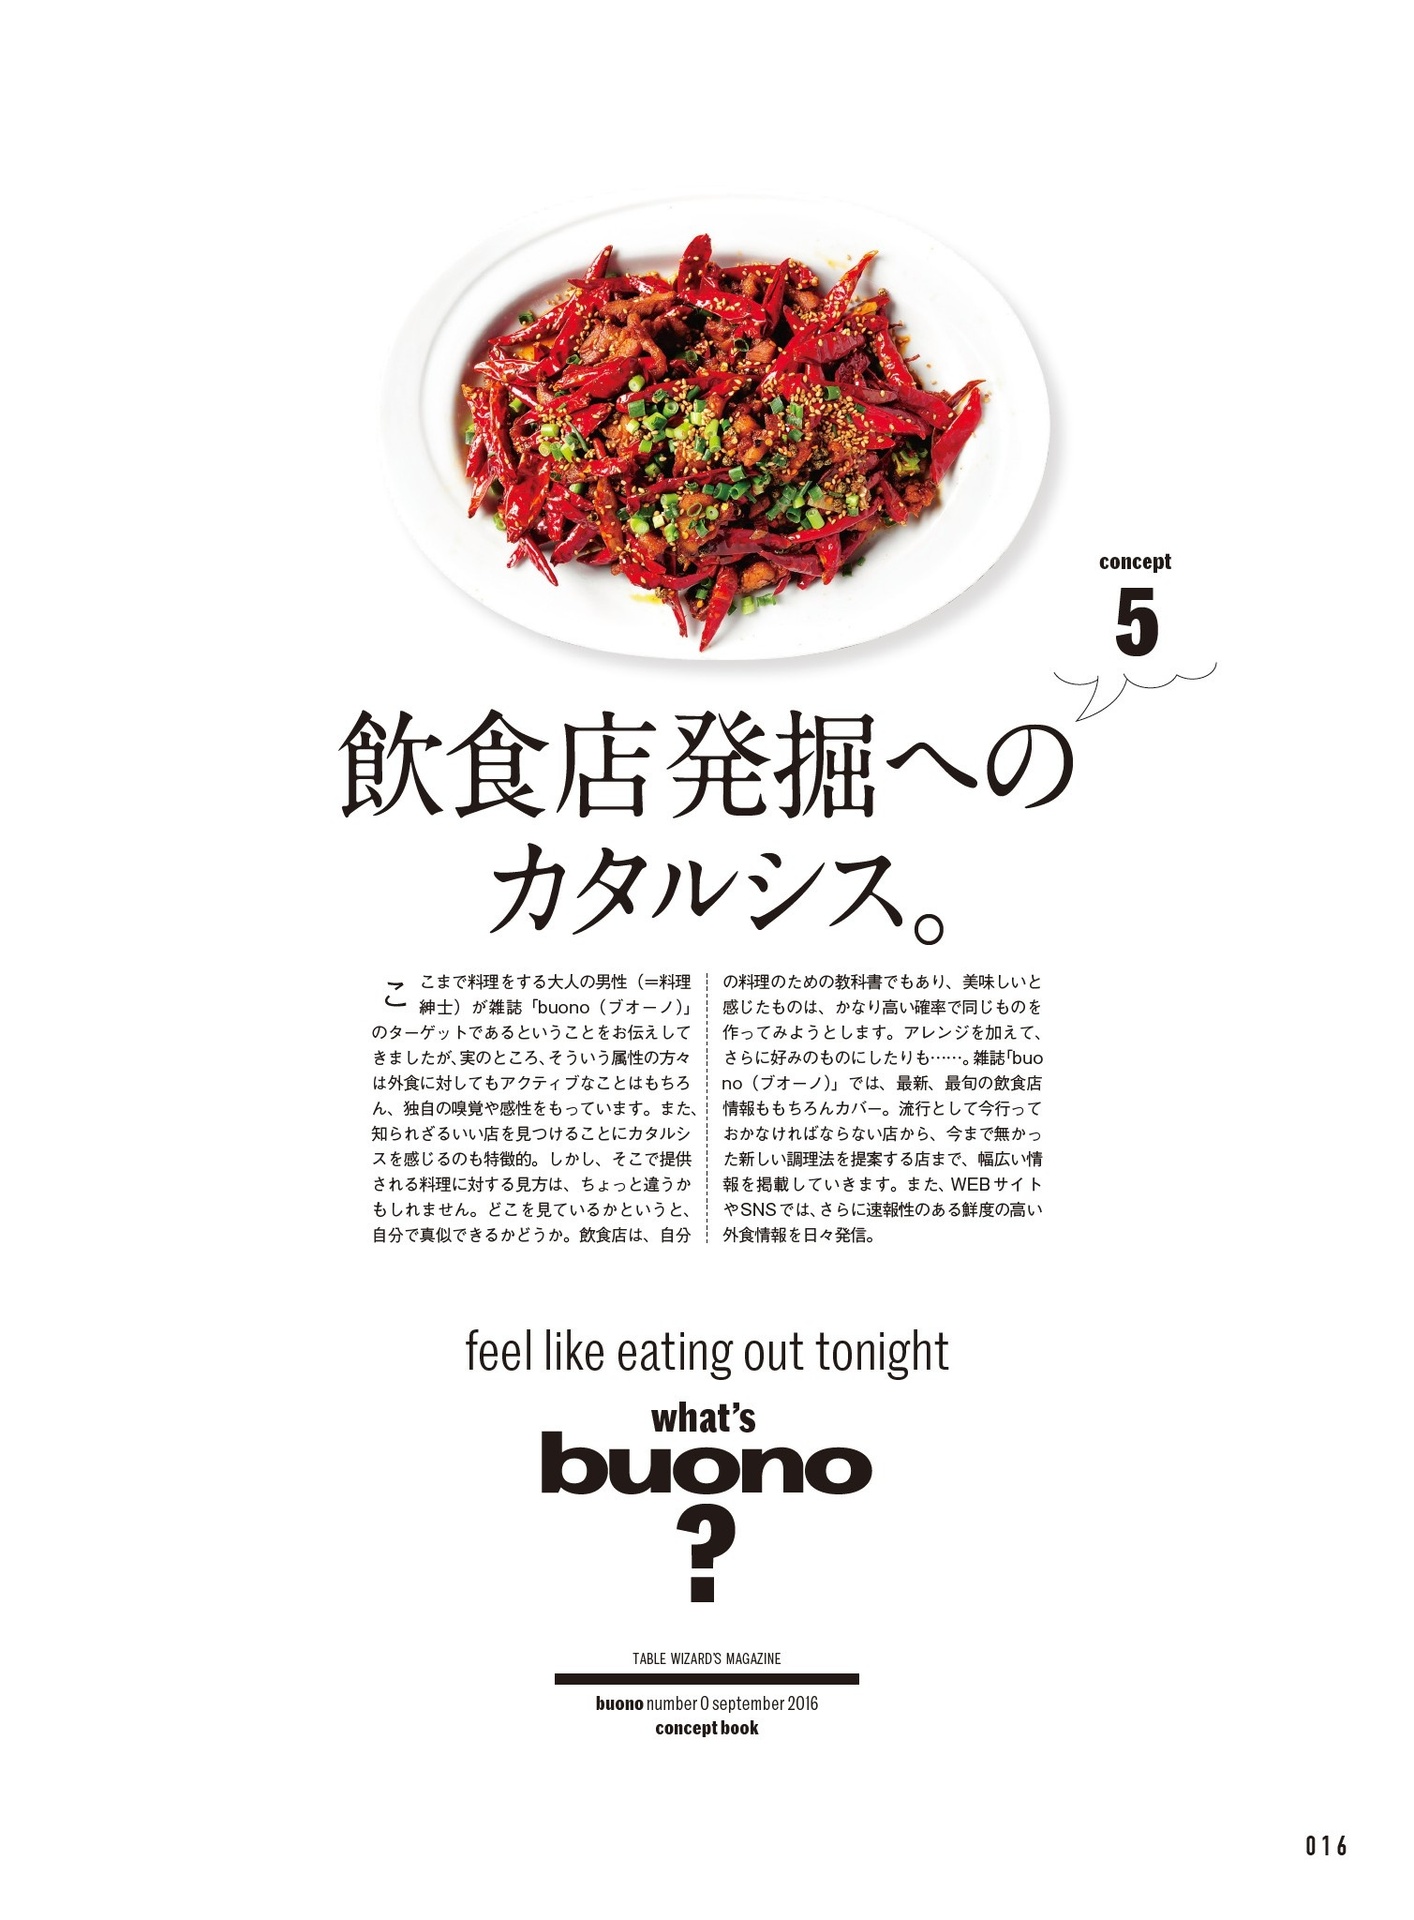 concept
5
飲食店発掘への
カタルシス。
ここまで料理をする大人の男性（＝料理
紳士）が雑誌「buono（ブオーノ）」
のターゲットであるということをお伝えして
きましたが、実のところ、そういう属性の方々
は外食に対してもアクティブなことはもちろ
ん、独自の嗅覚や感性をもっています。また、
知られざるいい店を見つけることにカタルシ
スを感じるのも特徴的。しかし、そこで提供
される料理に対する見方は、ちょっと違うか
もしれません。どこを見ているかというと、
自分で真似できるかどうか。飲食店は、自分
の料理のための教科書でもあり、美味しいと
感じたものは、かなり高い確率で同じものを
作ってみようとします。アレンジを加えて、
さらに好みのものにしたりも……。雑誌「buo
no（ブオーノ）」では、最新、最旬の飲食店
情報ももちろんカバー。流行として今行って
おかなければならない店から、今まで無かっ
た新しい調理法を提案する店まで、幅広い情
報を掲載していきます。また、WEBサイト
やSNSでは、さらに速報性のある鮮度の高い
外食情報を日々発信。
feel like eating out tonight
what's
buono
?
TABLE WIZARD'S MAGAZINE
buono number 0 september 2016
concept book
016